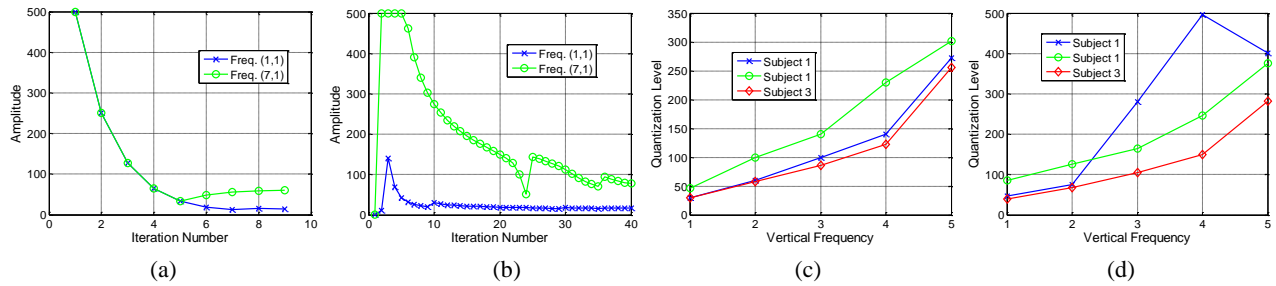 500
400
300
200
100
0
0
2
4
6
8
10
Amplitude
Iteration Number
Freq. (1,1)
Freq. (7,1)
(a)
500
400
300
200
100
0
0
10
20
30
40
Amplitude
Iteration Number
Freq. (1,1)
Freq. (7,1)
(b)
350
300
250
200
150
100
50
0
1
2
3
4
5
Quantization Level
Vertical Frequency
Subject 1
Subject 1
Subject 3
(c)
500
400
300
200
100
0
1
2
3
4
5
Quantization Level
Vertical Frequency
Subject 1
Subject 1
Subject 3
(d)